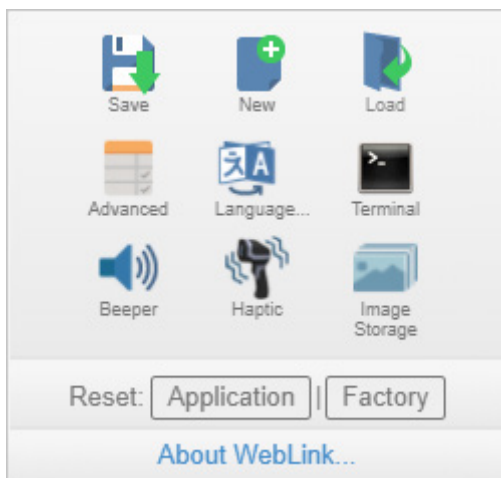 Save New Load
Advanced Language... Terminal
Beeper Haptic Image
Storage
Reset: Application | Factory
About WebLink...